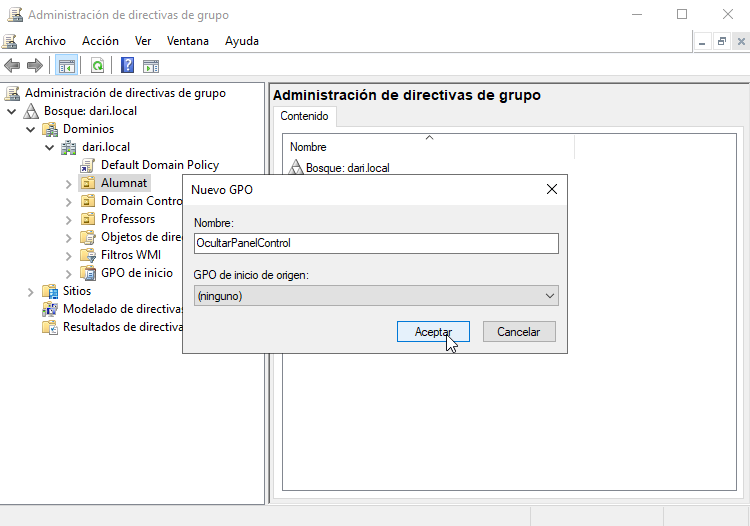 Administración de directivas de grupo
Archivo Acción Ver Ventana Ayuda
Administración de directivas de grupo
Bosque: dari.local
Dominios
dari.local
Default Domain Policy
Alumnat
Domain Contro
Professors
Objetos de dire
Filtros WMI
GPO de inicio
Sitios
Modelado de directivas
Resultados de directiva
Administración de directivas de grupo
Contenido
Nombre
Bosque: dari.local
Nuevo GPO
Nombre:
OcultarPanelControl
GPO de inicio de origen:
(ninguno)
Aceptar Cancelar